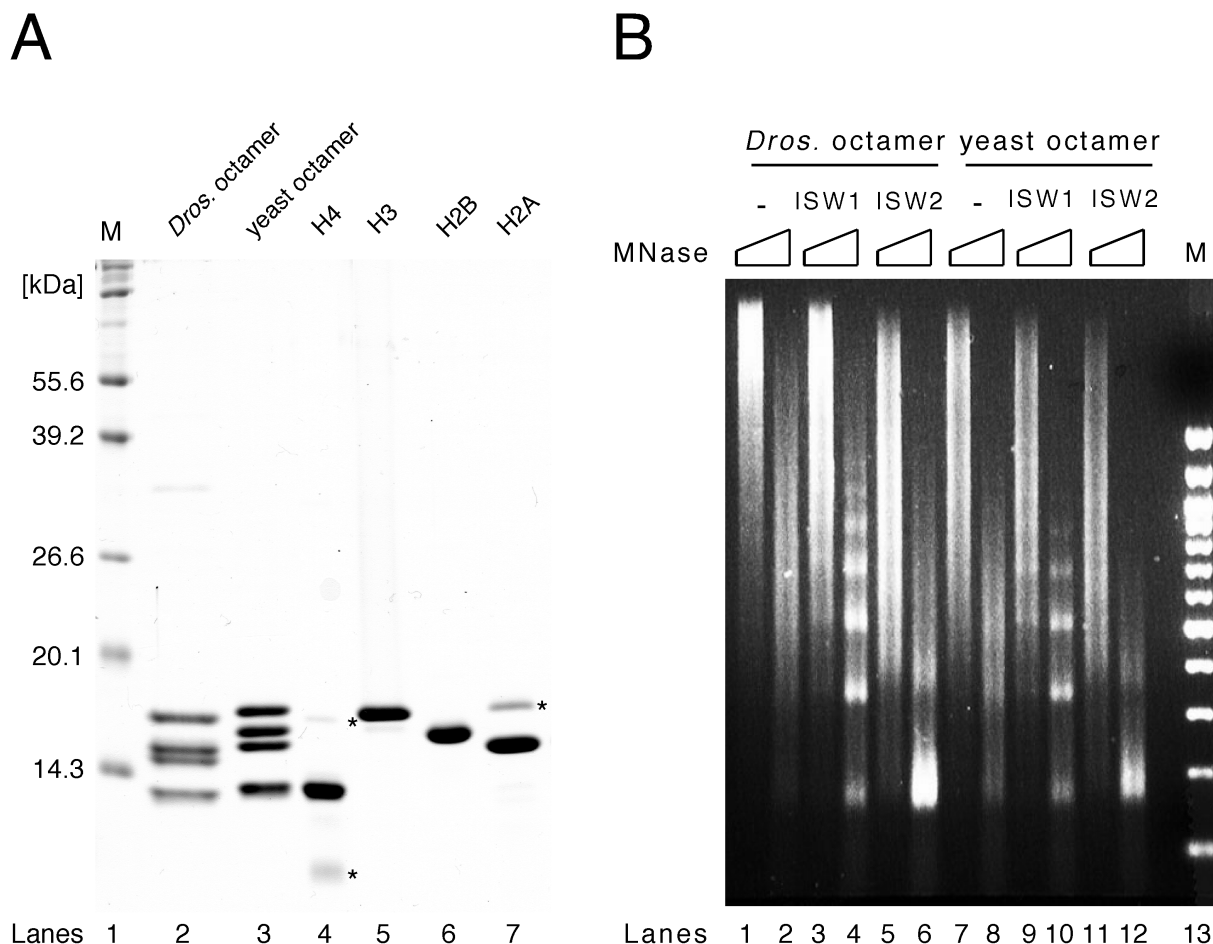 A
Dros. octamer
yeast octamer
H4
H3
H2B
H2A
M
[kDa]
55.6
39.2
26.6
20.1
14.3
*
*
*
Lanes 1 2 3 4 5 6 7
B
Dros. octamer yeast octamer
- ISW1 ISW2 - ISW1 ISW2
MNase M
Lanes 1 2 3 4 5 6 7 8 9 10 11 12 13